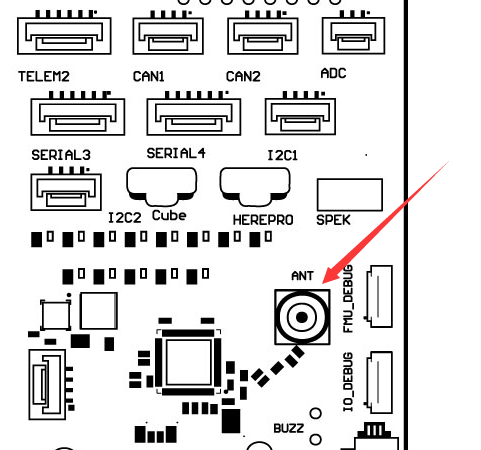 TELEM2
CAN1
CAN2
ADC
SERIAL3
SERIAL4
I2C1
I2C2
Cube
HEREPRO
SPEK
ANT
FMU_DEBUG
IO_DEBUG
BUZZ